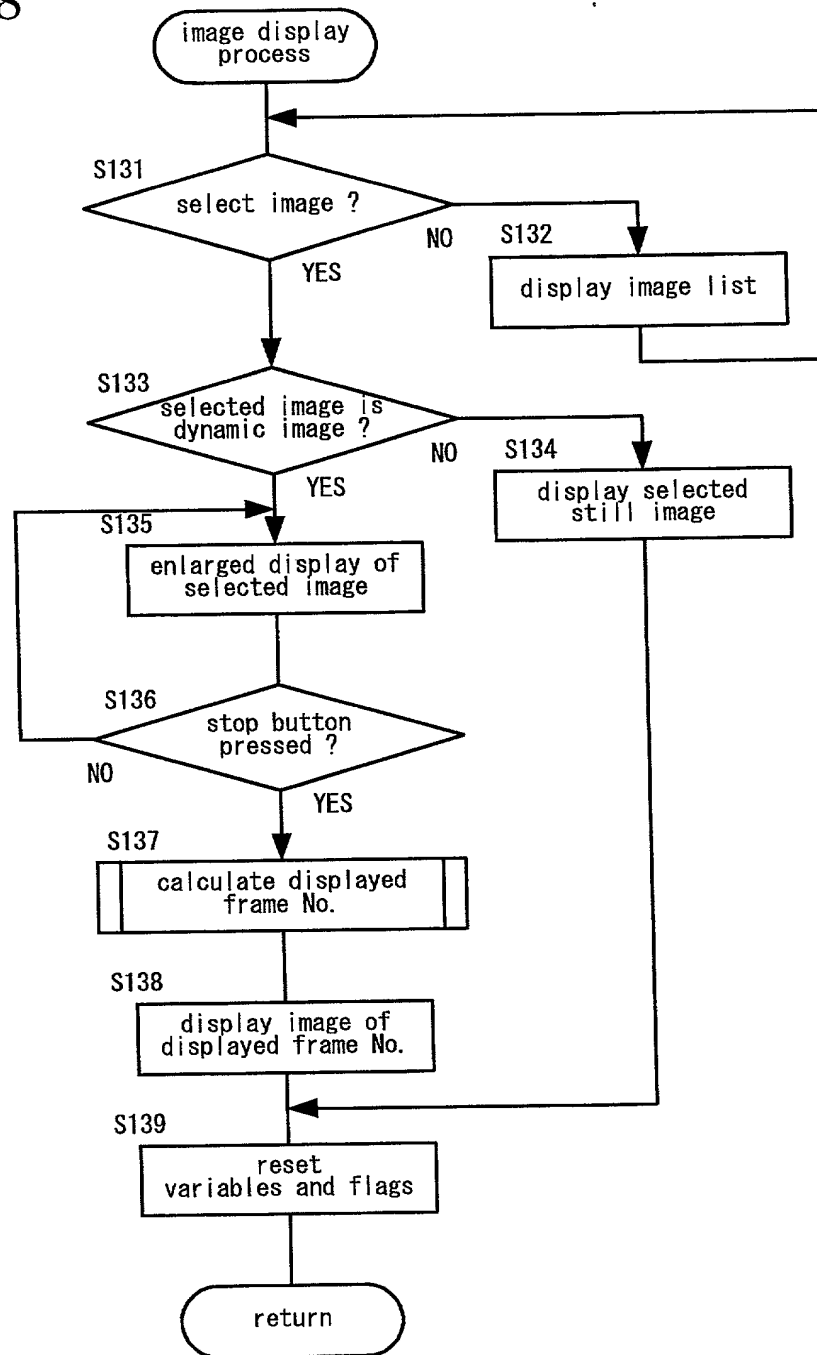 8
image display
process
S131
select image ?
NO
YES
S132
display image list
S133
selected image is
dynamic image ?
NO
YES
S134
display selected
still image
S135
enlarged display of
selected image
S136
stop button
pressed ?
NO
YES
S137
calculate displayed
frame No.
S138
display image of
displayed frame No.
S139
reset
variables and flags
return